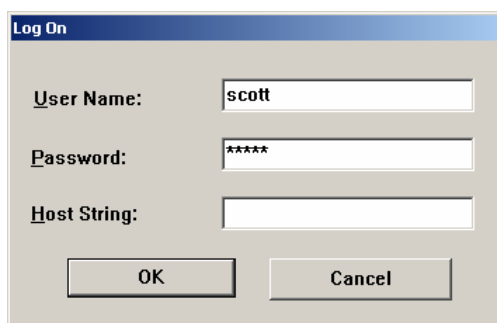 Log On
User Name: scott
Password: *****
Host String:
OK Cancel